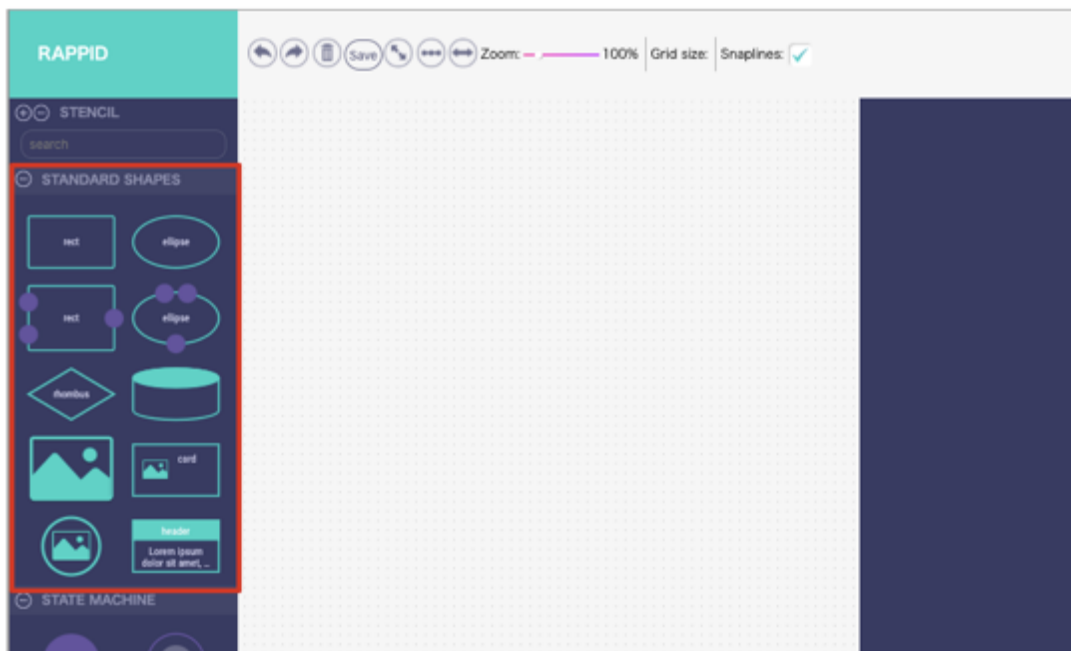 RAPPID
Save Zoom: 100% Grid size: Snaplines:
STENCIL
search
STANDARD SHAPES
rect ellipse
rect ellipse
rhombus
card
header
Lorem ipsum
dolor sit amet, ...
STATE MACHINE